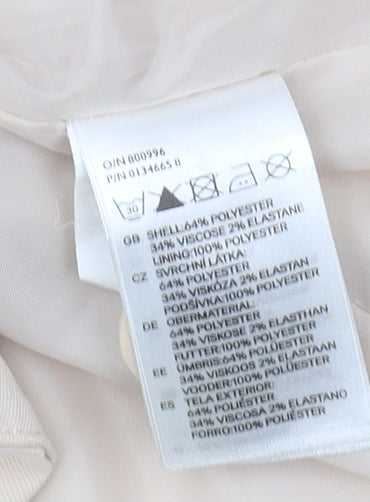 O/N 800996
P/N 0134665 8
30
GB SHELL:64% POLYESTER
34% VISCOSE 2% ELASTANE
LINING:100% POLYESTER
CZ SVRCHNÍ LÁTKA:
64% POLYESTER
34% VISKÓZA 2% ELASTAN
PODŠÍVKA:100% POLYESTER
DE OBERMATERIAL:
64% POLYESTER
34% VISKOSE 2% ELASTHAN
FUTTER:100% POLYESTER
EE ÜMBRIS:64% POLÜESTER
34% VISKOOS 2% ELASTAAN
VOODER:100% POLÜESTER
ES TELA EXTERIOR:
64% POLIÉSTER
34% VISCOSA 2% ELASTANO
FORRO:100% POLIÉSTER